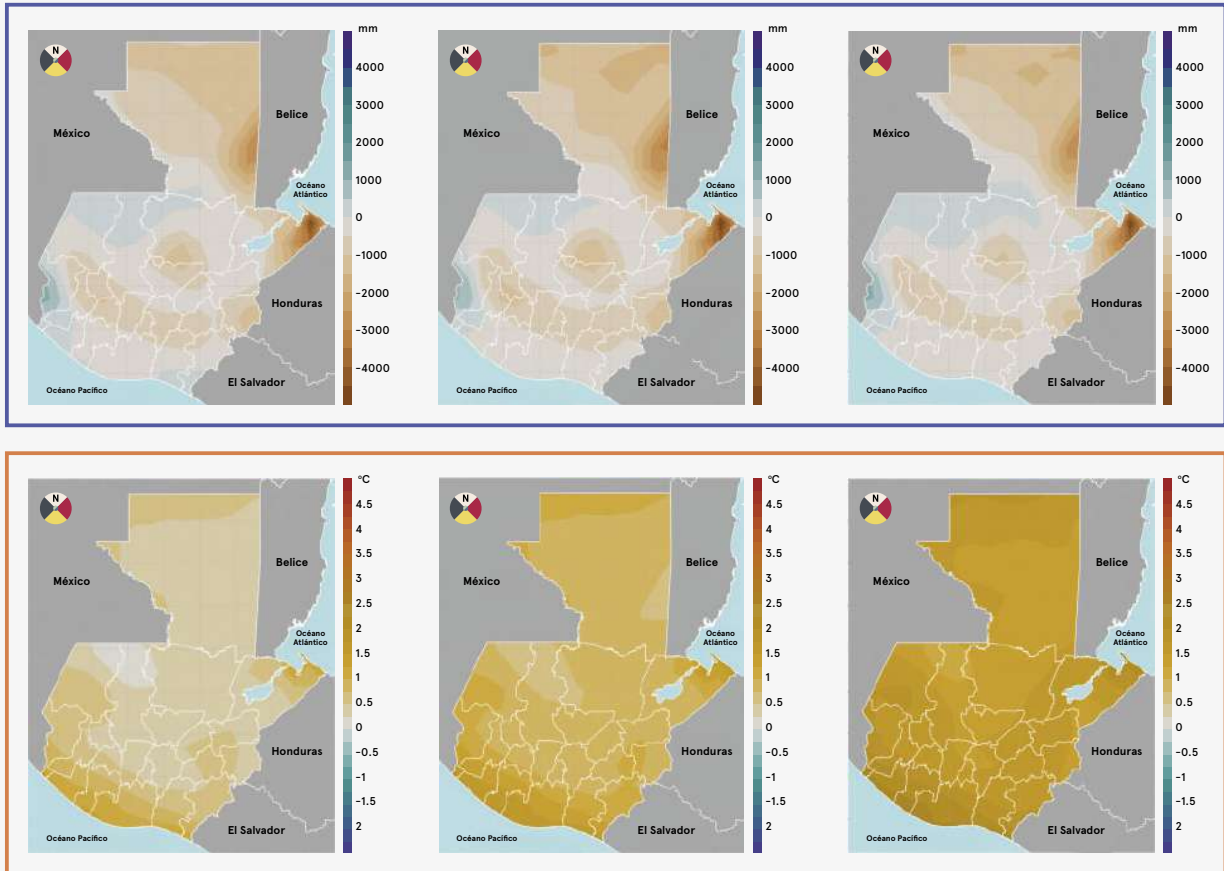 mm
N
4000
3000
Belice
México
2000
Océano
Atlántico
1000
0
-1000
-2000
Honduras
-3000
-4000
El Salvador
Océano Pacífico
mm
N
4000
3000
Belice
México
2000
Océano
Atlántico
1000
0
-1000
-2000
Honduras
-3000
-4000
El Salvador
Océano Pacífico
mm
N
4000
3000
Belice
México
2000
Océano
Atlántico
1000
0
-1000
-2000
Honduras
-3000
-4000
El Salvador
Océano Pacífico
°C
N
4.5
4
3.5
Belice
México
3
2.5
2
Océano
Atlántico
1.5
1
0.5
0
Honduras
-0.5
-1
-1.5
El Salvador
2
Océano Pacífico
°C
N
4.5
4
3.5
Belice
México
3
2.5
2
Océano
Atlántico
1.5
1
0.5
0
Honduras
-0.5
-1
-1.5
El Salvador
2
Océano Pacífico
°C
N
4.5
4
3.5
Belice
México
3
2.5
2
Océano
Atlántico
1.5
1
0.5
0
Honduras
-0.5
-1
-1.5
El Salvador
2
Océano Pacífico